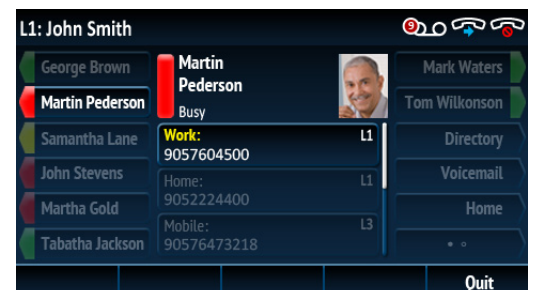 L1: John Smith
9
George Brown
Martin Pederson
Samantha Lane
John Stevens
Martha Gold
Tabatha Jackson
Martin
Pederson
Busy
Work: L1
9057604500
Home: L1
9052224400
Mobile: L3
90576473218
Mark Waters
Tom Wilkonson
Directory
Voicemail
Home
Quit